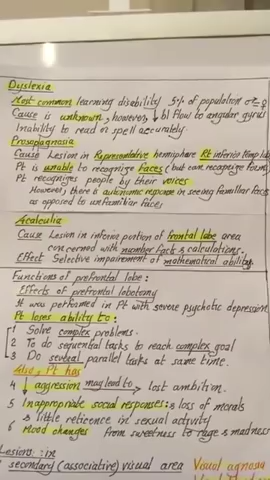 Dyslexia
Most common learning disability 5% of population ♂=♀
Cause is unknown, however, ↓ bl flow to angular gyrus
Inability to read or spell accurately.
Prosopagnosia
Cause Lesion in Representative hemisphere Rt inferior temp lobe
Pt is unable to recognize faces (but can recognize
Pt recognizes people by their voices
However, there is autonomic response in seeing familiar faces
as opposed to unfamiliar faces
Acalculia
Cause Lesion in inferior portion of frontal lobe area
concerned with number facts & calculations.
Effect Selective impairment of mathematical ability
Functions of prefrontal lobe:
Effects of prefrontal lobotomy
It was performed in Pt with severe psychotic depression
Pt loses ability to:
1 Solve complex problems.
2 To do sequential tasks to reach complex goal
3 Do several parallel tasks at same time.
Also, Pt has
4 ↓ aggression may lead to → lost ambition.
5 Inappropriate social responses: loss of morals
& little reticence in sexual activity
6 Mood changes from sweetness to rage & madness
Lesion: in
secondary (associative) visual area Visual agnosia